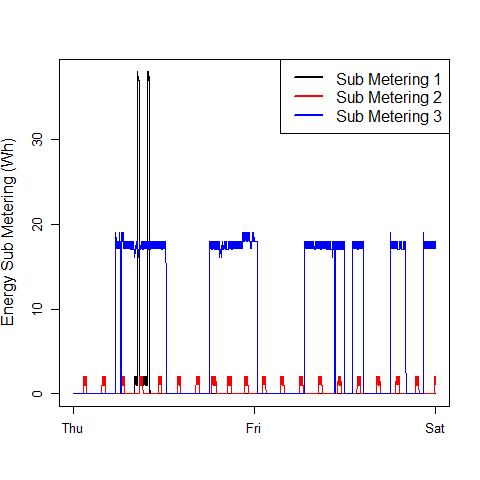 Sub Metering 1
Sub Metering 2
Sub Metering 3
Energy Sub Metering (Wh)
30
20
10
0
Thu Fri Sat